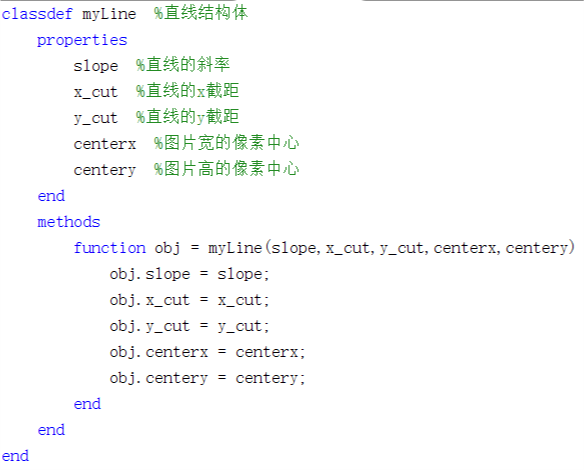 classdef myLine  %直线结构体
    properties
        slope  %直线的斜率
        x_cut  %直线的x截距
        y_cut  %直线的y截距
        centerx  %图片宽的像素中心
        centery  %图片高的像素中心
    end
    methods
        function obj = myLine(slope,x_cut,y_cut,centerx,centery)
            obj.slope = slope;
            obj.x_cut = x_cut;
            obj.y_cut = y_cut;
            obj.centerx = centerx;
            obj.centery = centery;
        end
    end
end